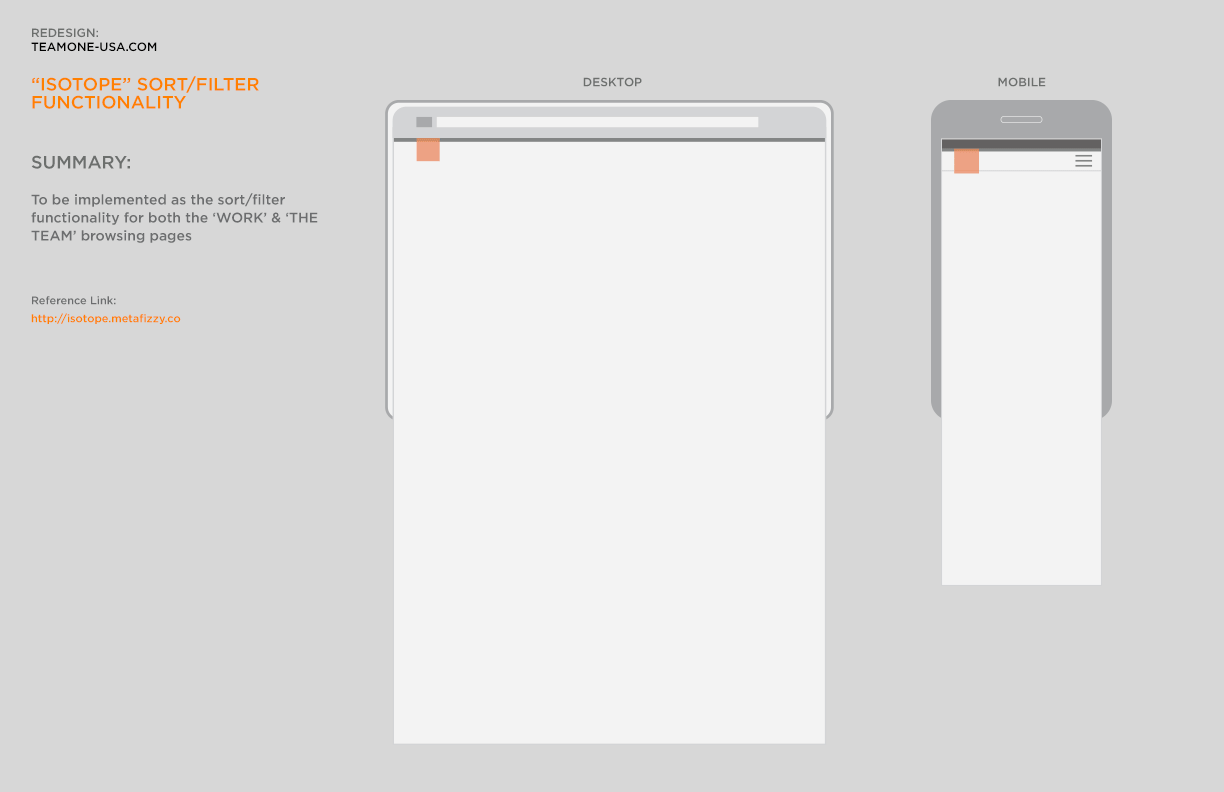 REDESIGN:
TEAMONE-USA.COM
“ISOTOPE” SORT/FILTER
FUNCTIONALITY
SUMMARY:
To be implemented as the sort/filter
functionality for both the ‘WORK’ & ‘THE
TEAM’ browsing pages
Reference Link:
http://isotope.metafizzy.co
DESKTOP
MOBILE